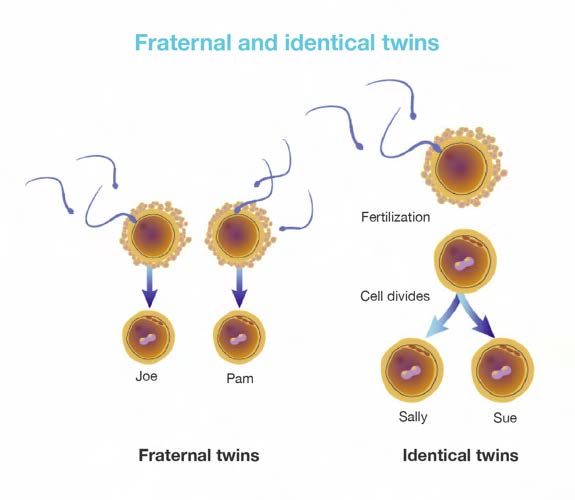 Fraternal and identical twins
Fertilization
Cell divides
Joe
Pam
Sally
Sue
Fraternal twins
Identical twins